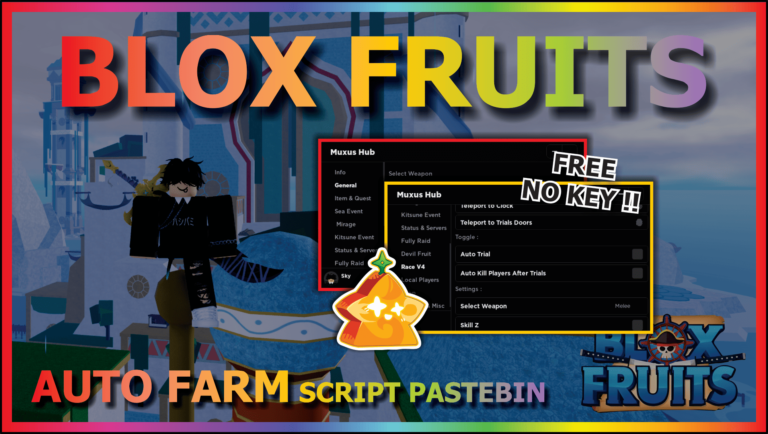 BLOX FRUITS
Muxus Hub
Info
General
Item & Quest
Sea Event
Mirage
Kitsune Event
Status & Servers
Fully Raid
Sky
Select Weapon
FREE
NO KEY !!
Muxus Hub
Kitsune Event
Status & Servers
Fully Raid
Devil Fruit
Race V4
Local Players
Misc
Teleport to Clock
Teleport to Trials Doors
Toggle :
Auto Trial
Auto Kill Players After Trials
Settings :
Select Weapon
Melee
Skill Z
BLOX
FRUITS
AUTO FARM SCRIPT PASTEBIN